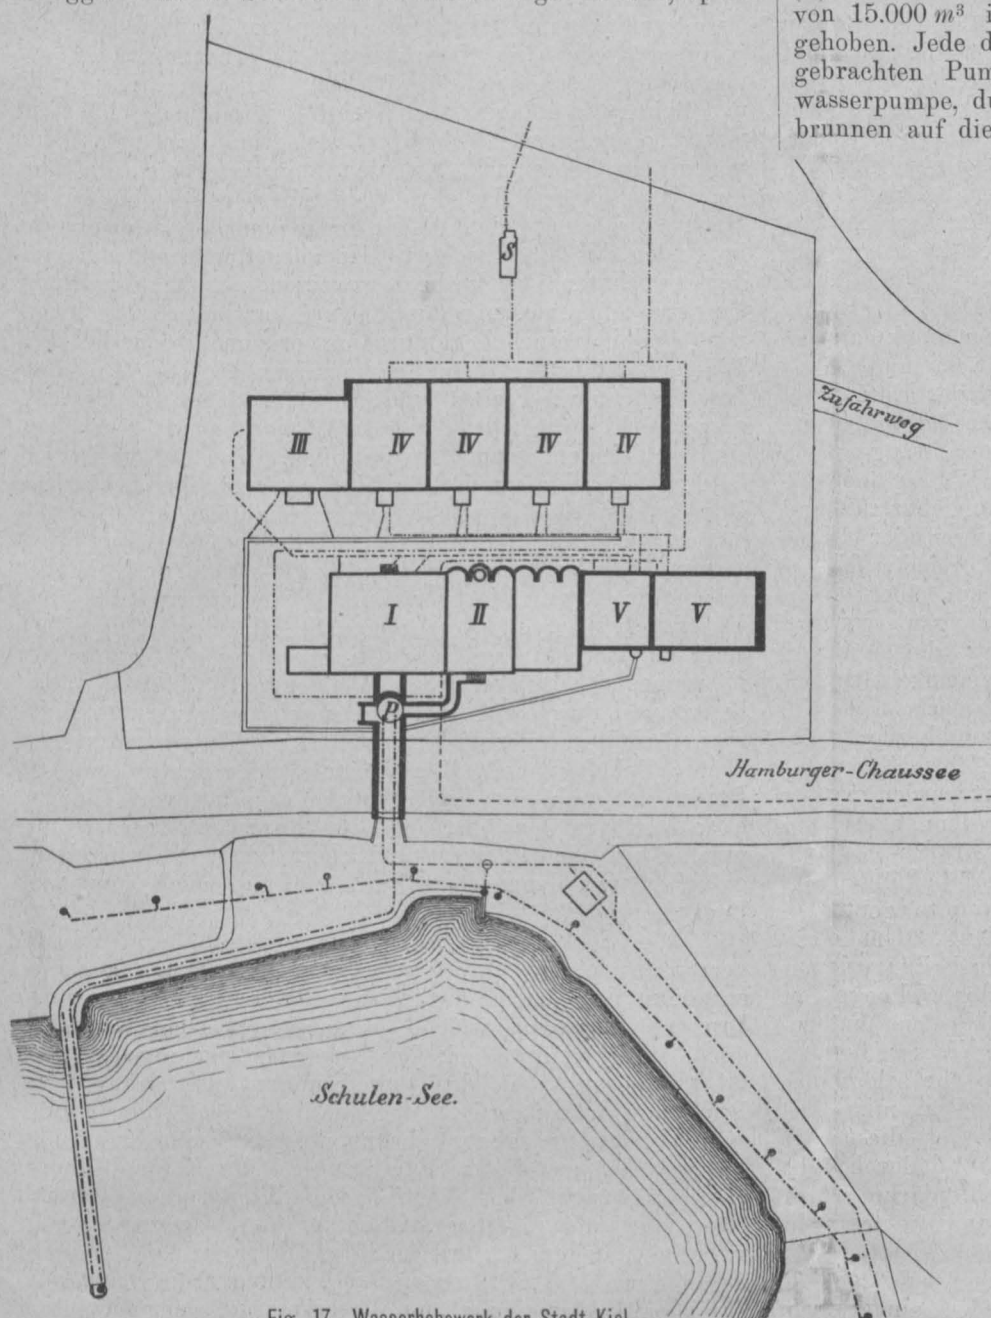 von 15.000 m³ i
gehoben. Jede d
gebrachten Pum
wasserpumpe, du
brunnen auf die
S
Zufahrweg
III IV IV IV IV
I II V V
P
Hamburger-Chaussee
Schulen-See.
Fig. 17. Wasserhebewerk der Stadt Kiel.